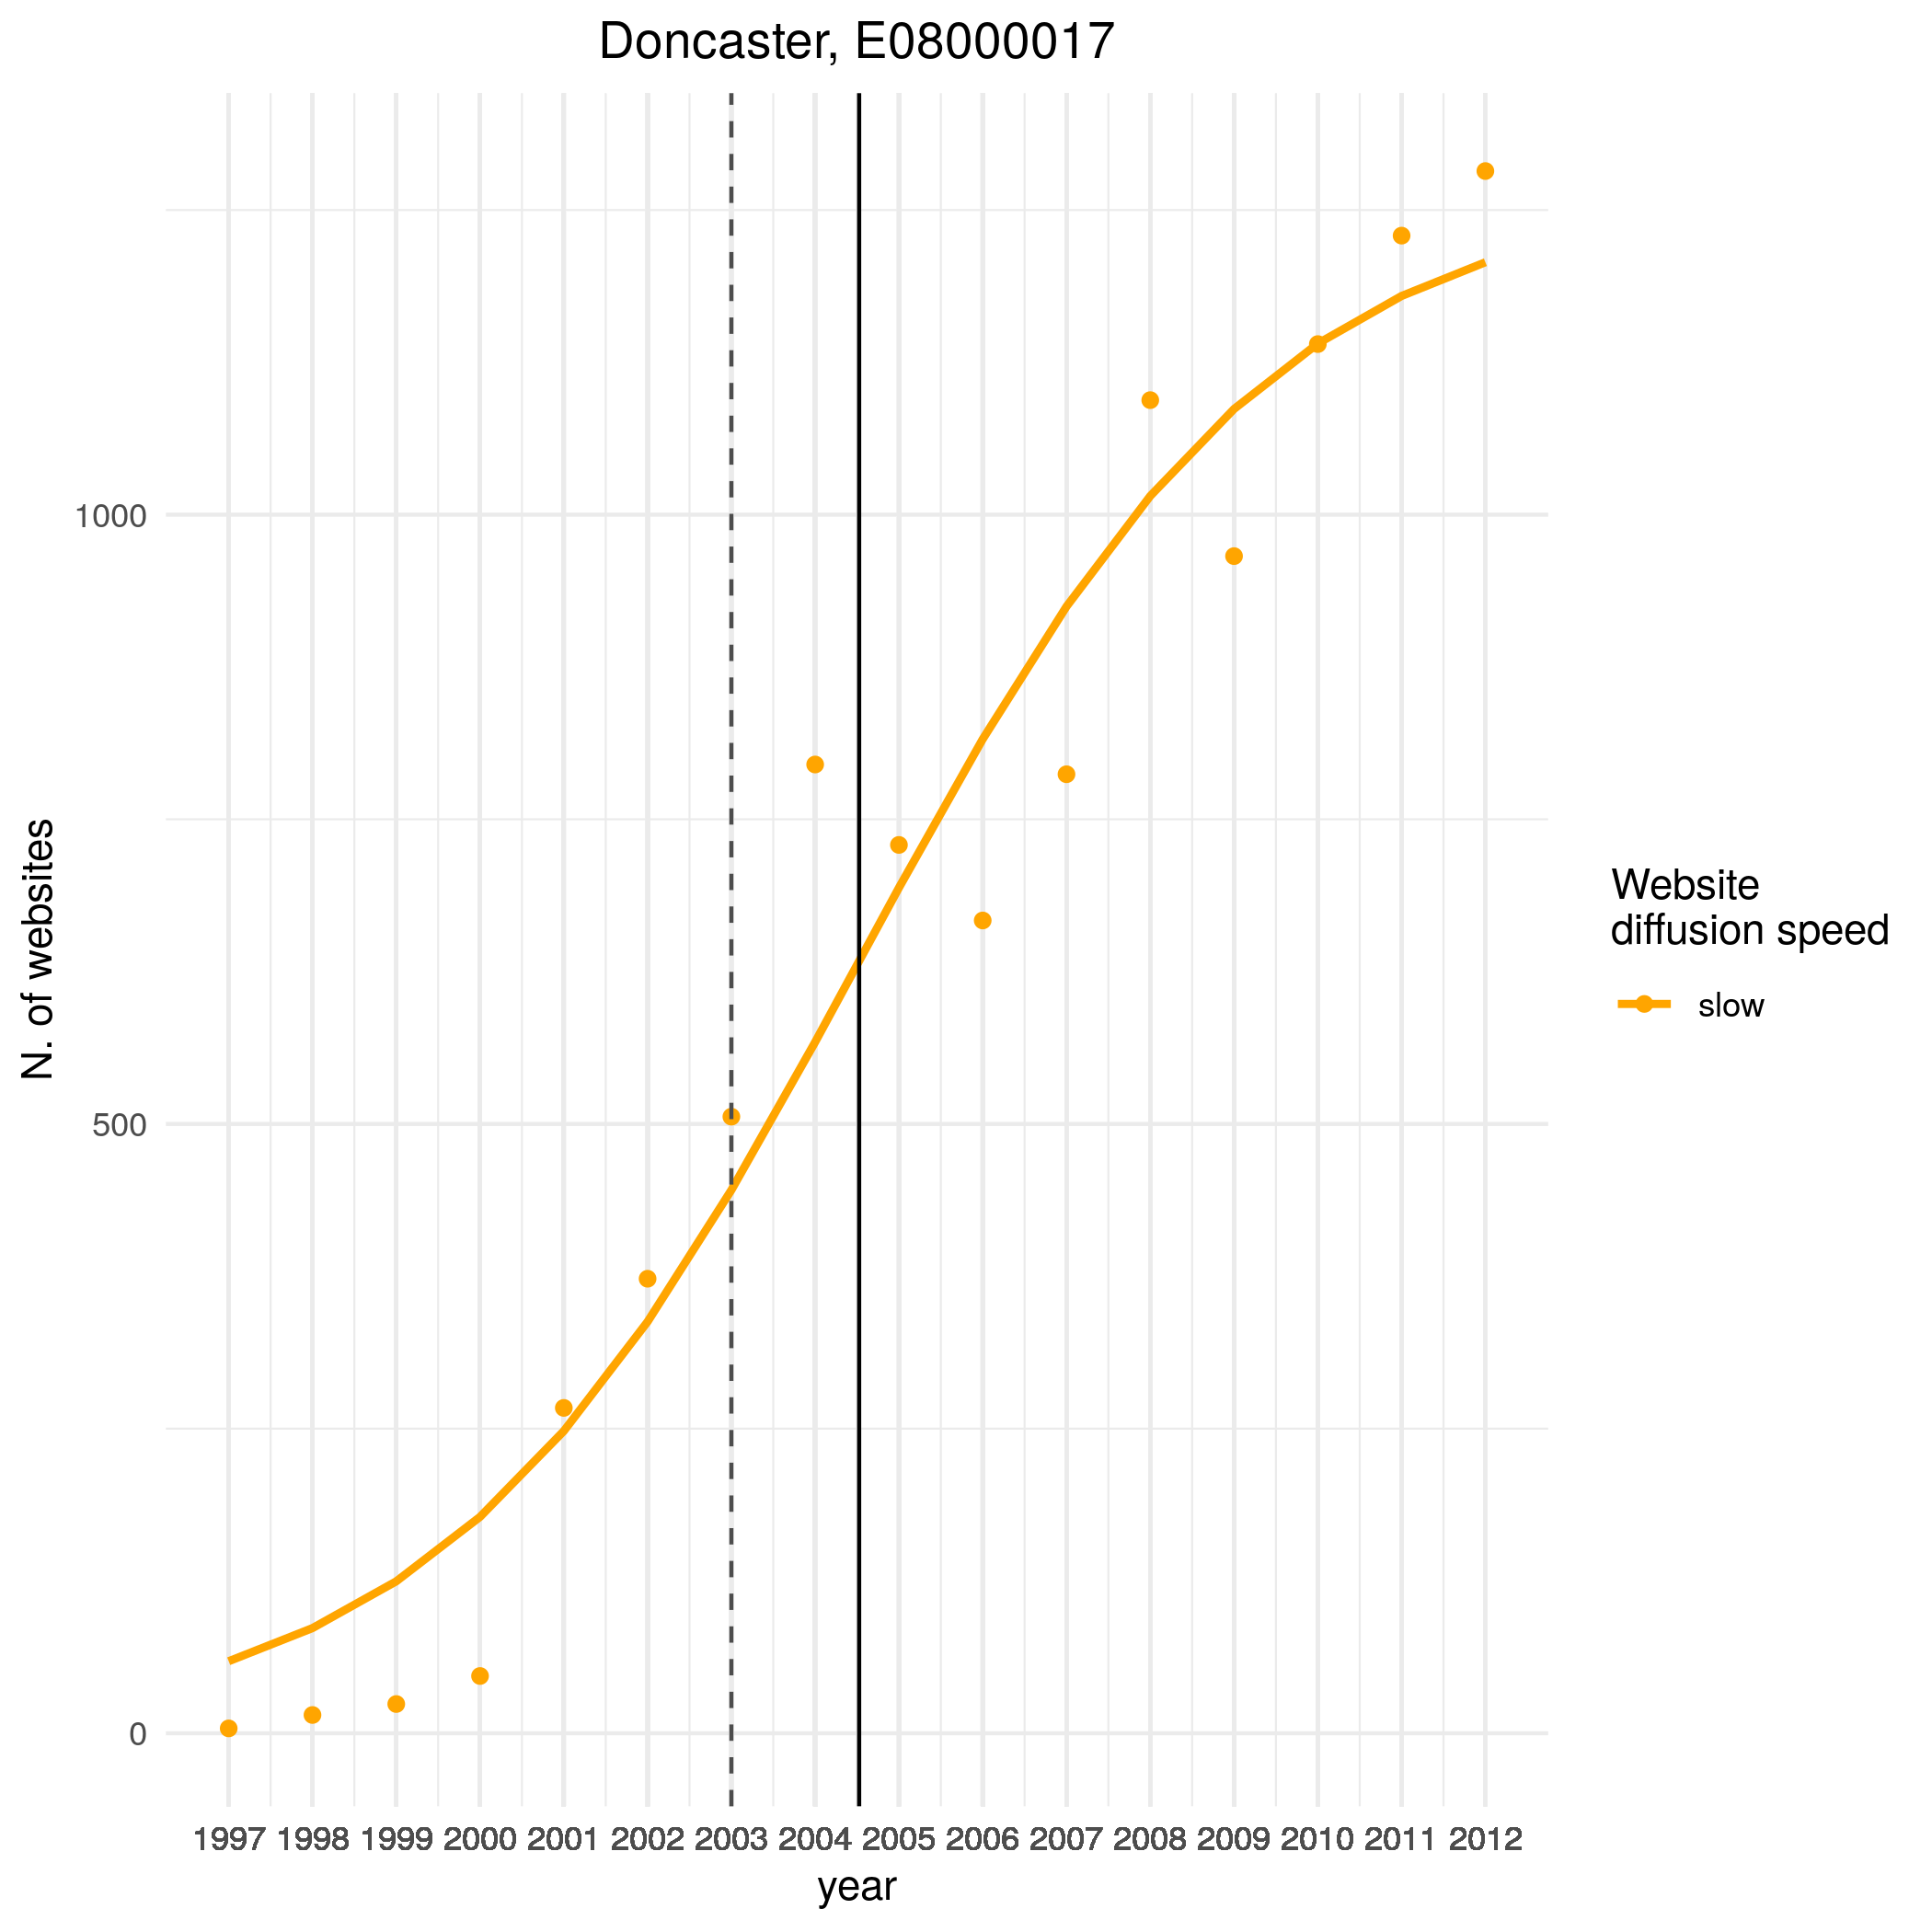 Doncaster, E08000017
N. of websites
1000
500
0
1997 1998 1999 2000 2001 2002 2003 2004 2005 2006 2007 2008 2009 2010 2011 2012
year
Website
diffusion speed
slow